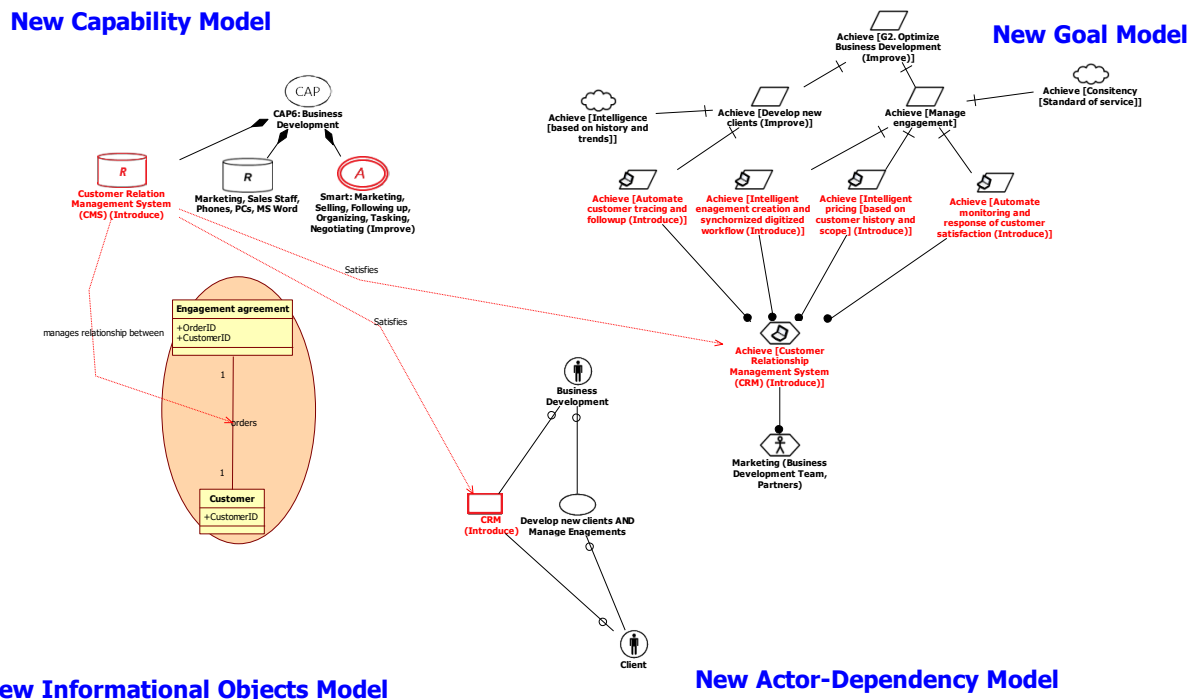 New Capability Model
New Goal Model
Achieve [G2. Optimize
Business Development
(Improve)]
Achieve [Consitency
[Standard of service]]
Achieve [Intelligence
[based on history and
trends]]
Achieve [Develop new
clients (Improve)]
Achieve [Manage
engagement]
CAP
CAP6: Business
Development
R
Customer Relation
Management System
(CMS) (Introduce)
R
Marketing, Sales Staff,
Phones, PCs, MS Word
A
Smart: Marketing,
Selling, Following up,
Organizing, Tasking,
Negotiating (Improve)
Achieve [Automate
customer tracing and
followup (Introduce)]
Achieve [Intelligent
enagement creation and
synchornized digitized
workflow (Introduce)]
Achieve [Intelligent
pricing [based on
customer history and
scope] (Introduce)]
Achieve [Automate
monitoring and
response of customer
satisfaction (Introduce)]
Satisfies
Satisfies
manages relationship between
Engagement agreement
+OrderID
+CustomerID
1
orders
1
Customer
+CustomerID
Achieve [Customer
Relationship
Management System
(CRM) (Introduce)]
Marketing (Business
Development Team,
Partners)
Business
Development
CRM
(Introduce)
Develop new clients AND
Manage Enagements
Client
ew Informational Objects Model
New Actor-Dependency Model